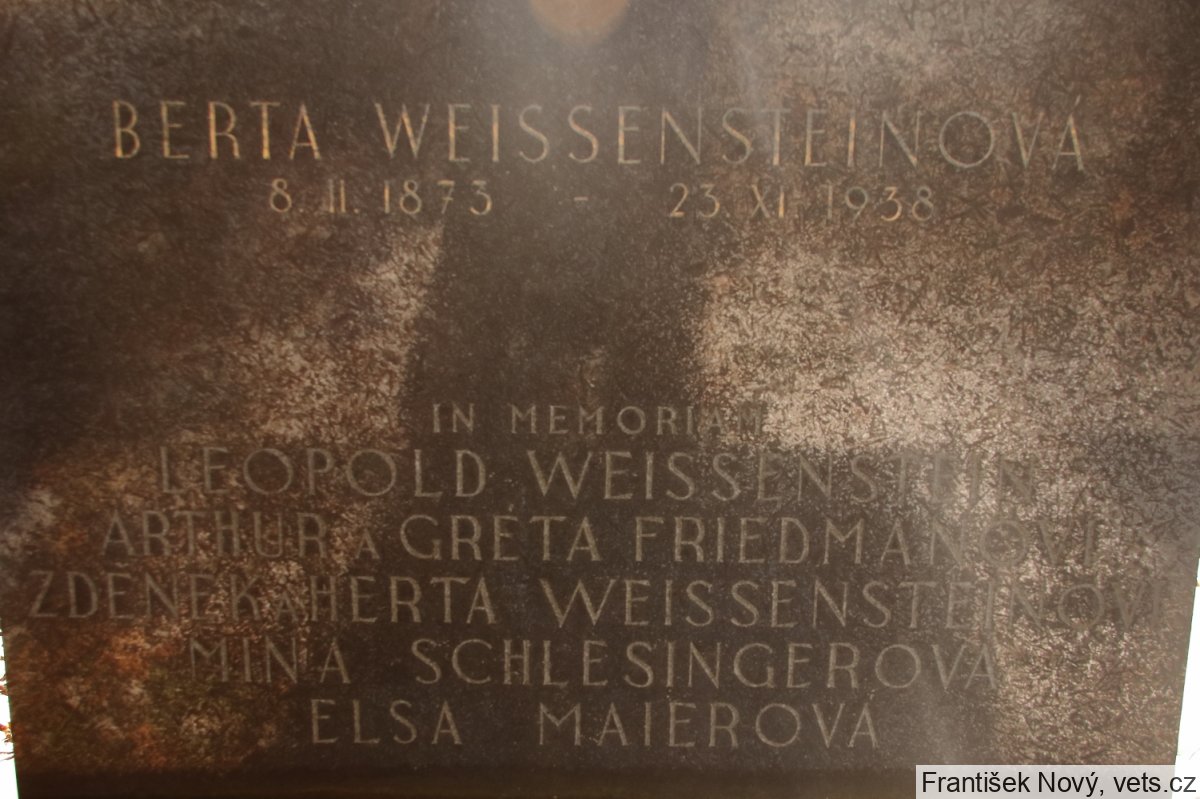 BERTA WEISSENSTEINOVÁ
8. II. 1873 - 23. XI 1938
IN MEMORIAM
LEOPOLD WEISSENSTEIN
ARTHUR A GRÉTA FRIEDMANOVI
ZDENĚK A HERTA WEISSENSTEINOVI
MINA SCHLESINGEROVÁ
ELSA MAIEROVÁ
František Nový, vets.cz